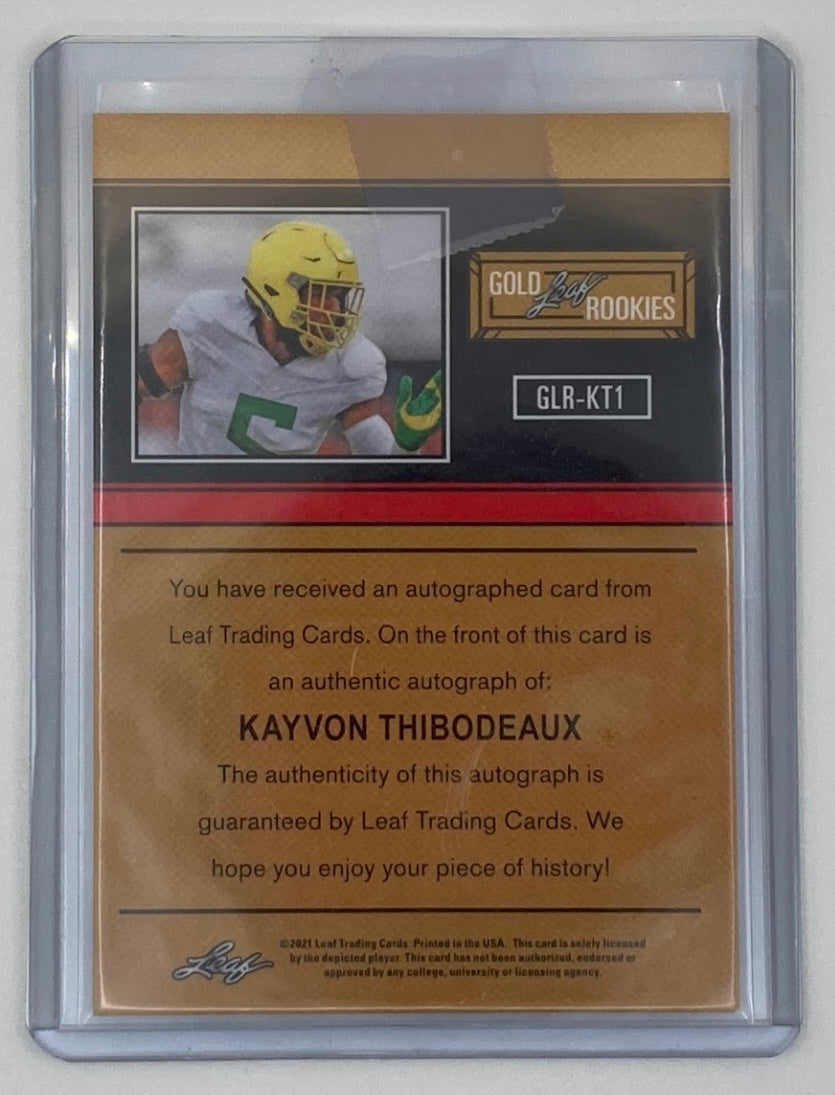 GOLD Leaf ROOKIES
GLR-KT1
5
You have received an autographed card from
Leaf Trading Cards. On the front of this card is
an authentic autograph of:
KAYVON THIBODEAUX
The authenticity of this autograph is
guaranteed by Leaf Trading Cards. We
hope you enjoy your piece of history!
Leaf
©2021 Leaf Trading Cards. Printed in the USA. This card is solely licensed
by the depicted player. This card has not been authorized, endorsed or
approved by any college, university or licensing agency.